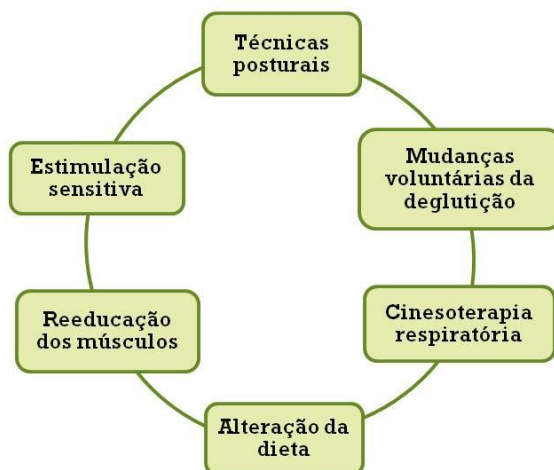 Técnicas
posturais
Mudanças
voluntárias da
deglutição
Cinesoterapia
respiratória
Alteração da
dieta
Reeducação
dos músculos
Estimulação
sensitiva